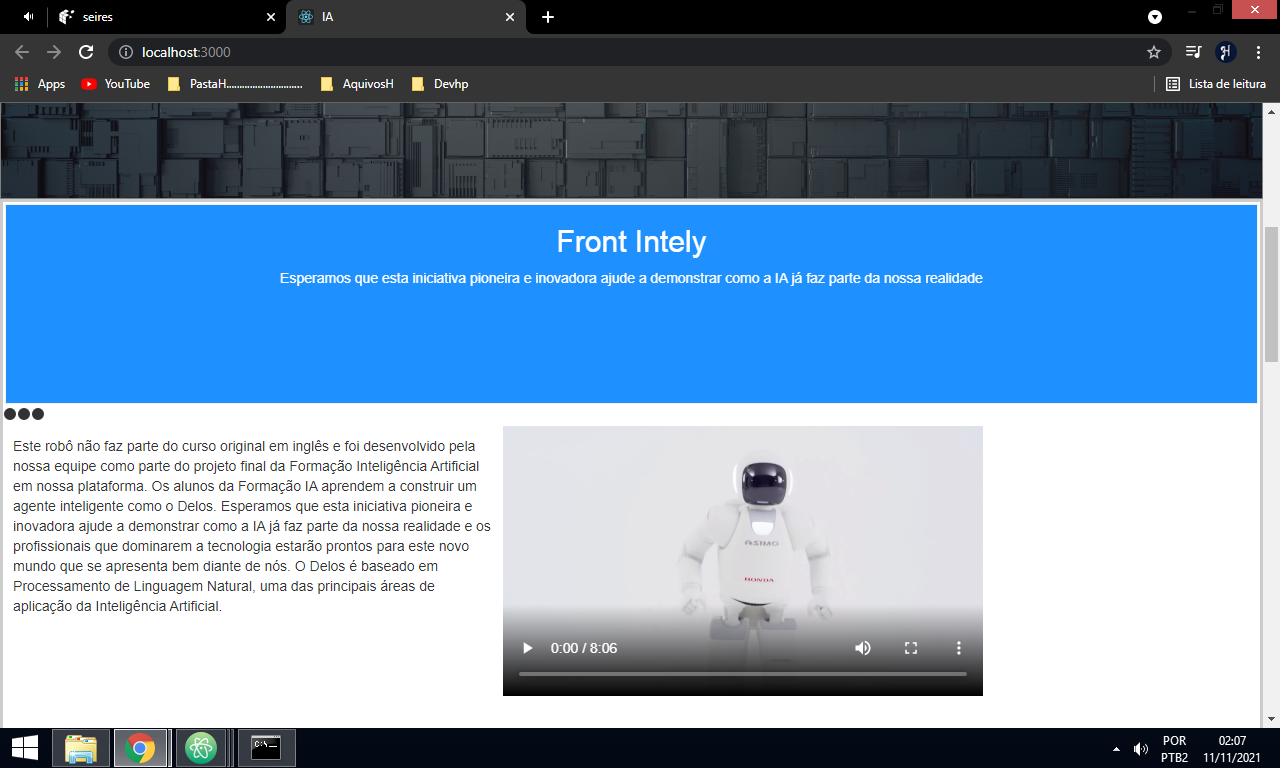 seires
IA
localhost:3000
Apps
YouTube
PastaH.............................
AquivosH
Devhp
Lista de leitura
Front Intely
Esperamos que esta iniciativa pioneira e inovadora ajude a demonstrar como a IA já faz parte da nossa realidade
Este robô não faz parte do curso original em inglês e foi desenvolvido pela
nossa equipe como parte do projeto final da Formação Inteligência Artificial
em nossa plataforma. Os alunos da Formação IA aprendem a construir um
agente inteligente como o Delos. Esperamos que esta iniciativa pioneira e
inovadora ajude a demonstrar como a IA já faz parte da nossa realidade e os
profissionais que dominarem a tecnologia estarão prontos para este novo
mundo que se apresenta bem diante de nós. O Delos é baseado em
Processamento de Linguagem Natural, uma das principais áreas de
aplicação da Inteligência Artificial.
ASIMO
HONDA
0:00 / 8:06
C:\
POR
PTB2
02:07
11/11/2021